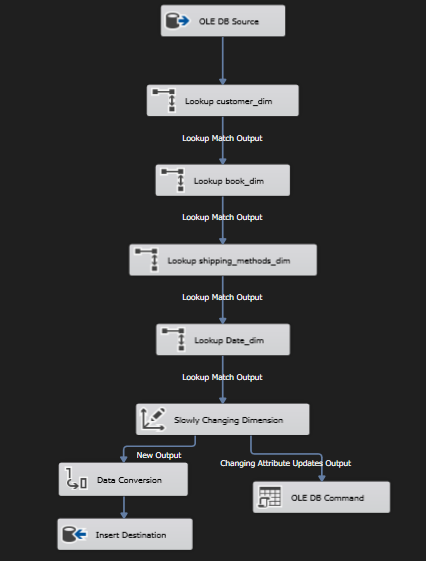 OLE DB Source
Lookup customer_dim
Lookup Match Output
Lookup book_dim
Lookup Match Output
Lookup shipping_methods_dim
Lookup Match Output
Lookup Date_dim
Lookup Match Output
Slowly Changing Dimension
New Output
Changing Attribute Updates Output
Data Conversion
OLE DB Command
Insert Destination